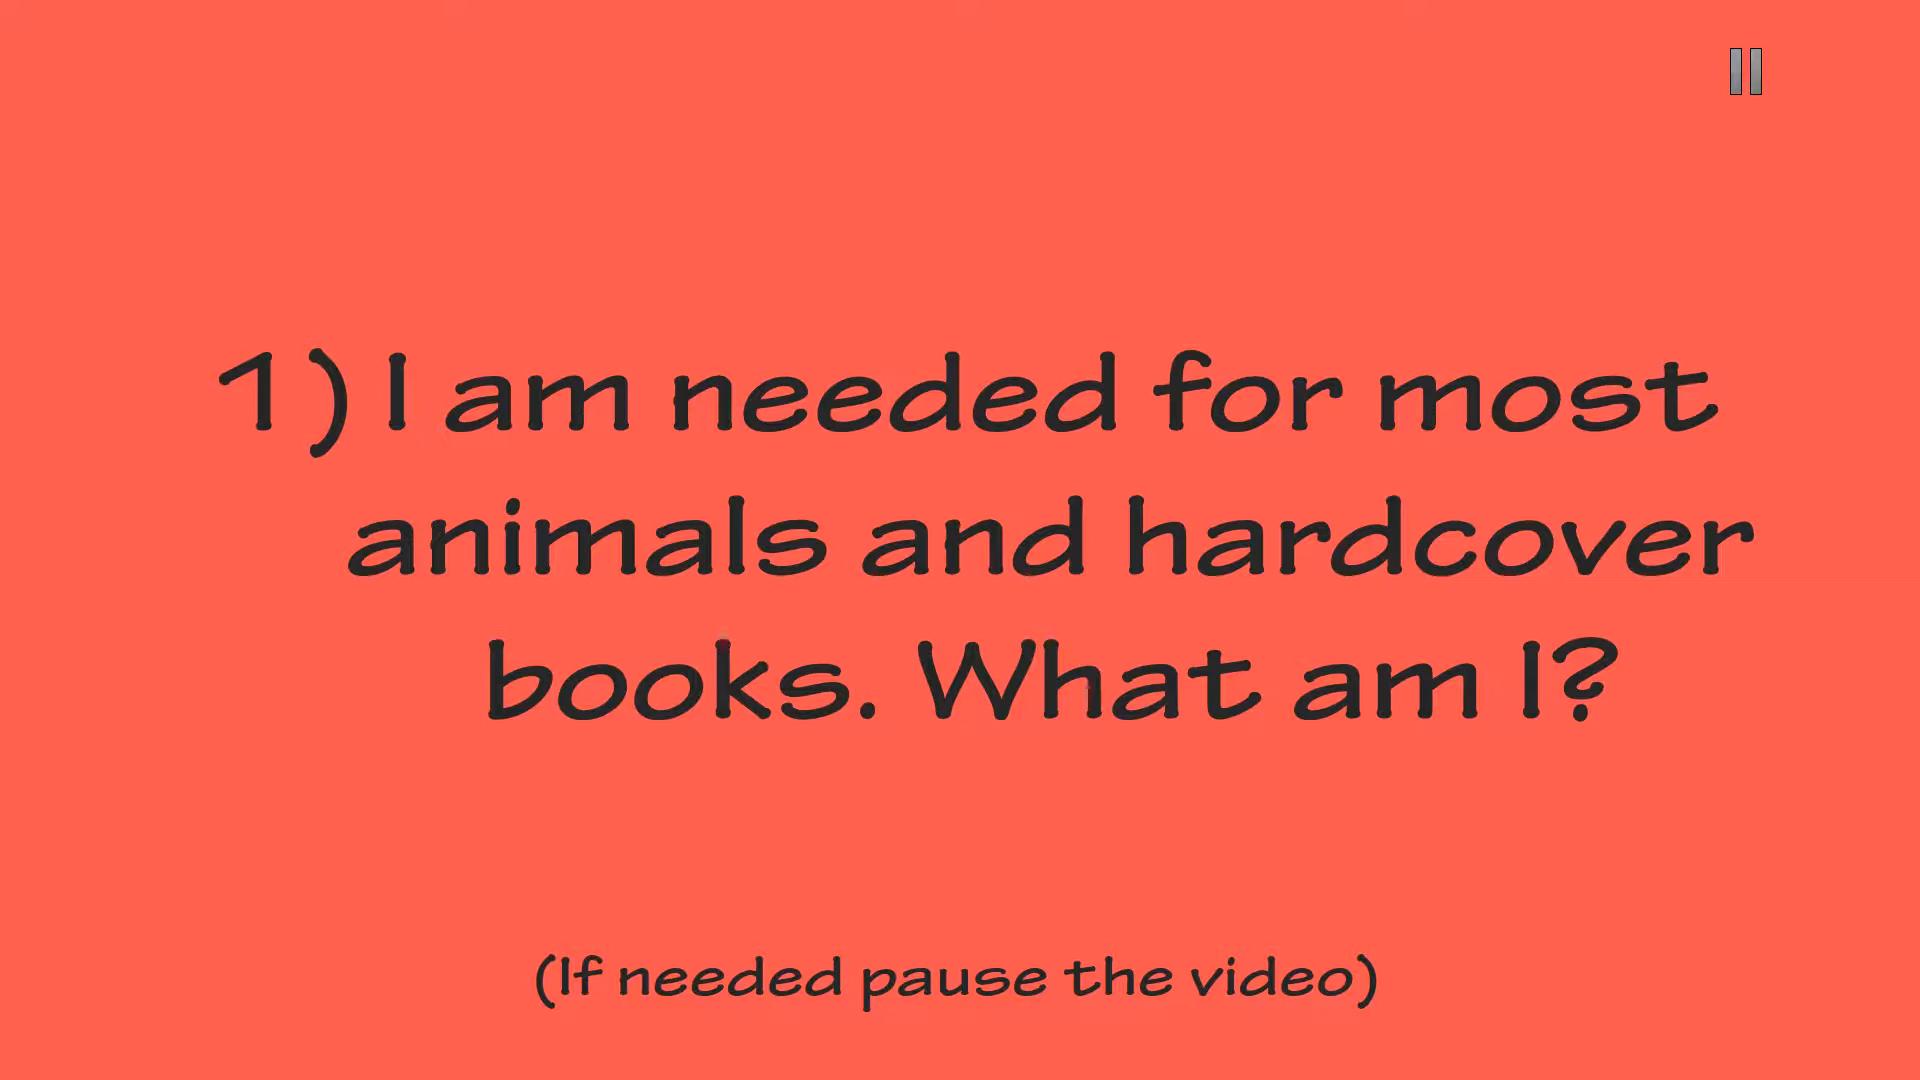 1) I am needed for most
animals and hardcover
books. What am I?
(If needed pause the video)